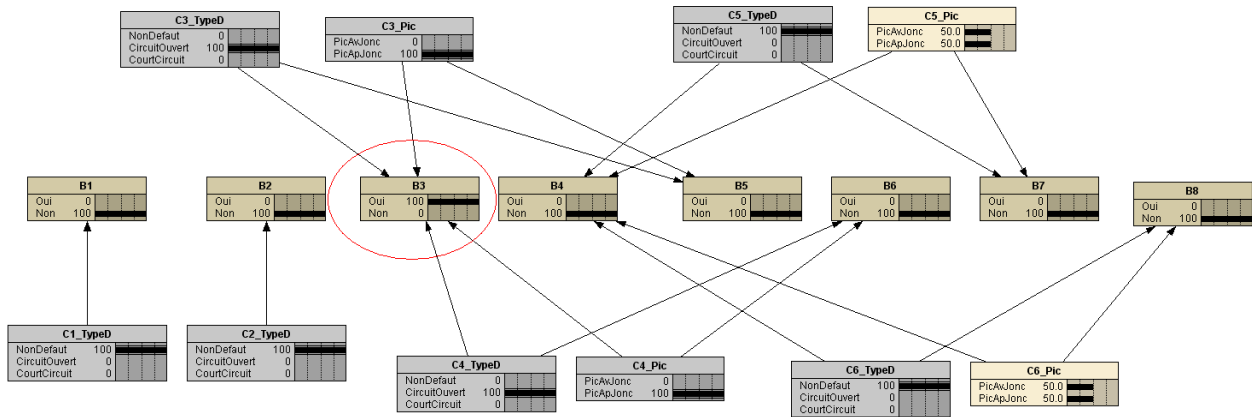 C3_TypeD
NonDefaut 0
CircuitOuvert 100
CourtCircuit 0
C3_Pic
PicAvJonc 0
PicApJonc 100
C5_TypeD
NonDefaut 100
CircuitOuvert 0
CourtCircuit 0
C5_Pic
PicAvJonc 50.0
PicApJonc 50.0
B1
Oui 0
Non 100
B2
Oui 0
Non 100
B3
Oui 100
Non 0
B4
Oui 0
Non 100
B5
Oui 0
Non 100
B6
Oui 0
Non 100
B7
Oui 0
Non 100
B8
Oui 0
Non 100
C1_TypeD
NonDefaut 100
CircuitOuvert 0
CourtCircuit 0
C2_TypeD
NonDefaut 100
CircuitOuvert 0
CourtCircuit 0
C4_TypeD
NonDefaut 0
CircuitOuvert 100
CourtCircuit 0
C4_Pic
PicAvJonc 0
PicApJonc 100
C6_TypeD
NonDefaut 100
CircuitOuvert 0
CourtCircuit 0
C6_Pic
PicAvJonc 50.0
PicApJonc 50.0